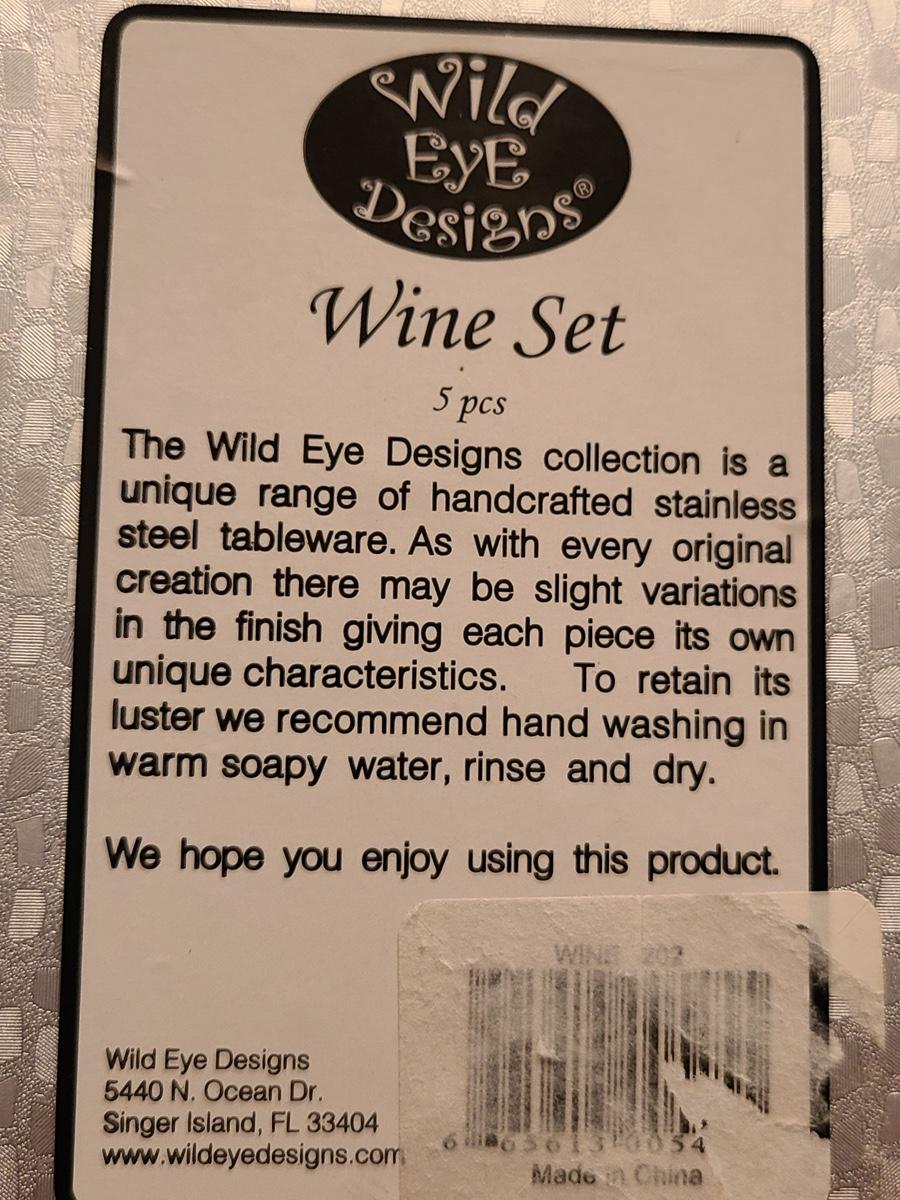 Wild
EyE
Designs®
Wine Set
5 pcs
The Wild Eye Designs collection is a
unique range of handcrafted stainless
steel tableware. As with every original
creation there may be slight variations
in the finish giving each piece its own
unique characteristics. To retain its
luster we recommend hand washing in
warm soapy water, rinse and dry.
We hope you enjoy using this product.
WINE 202
Wild Eye Designs
5440 N. Ocean Dr.
Singer Island, FL 33404
www.wildeyedesigns.com
Made in China